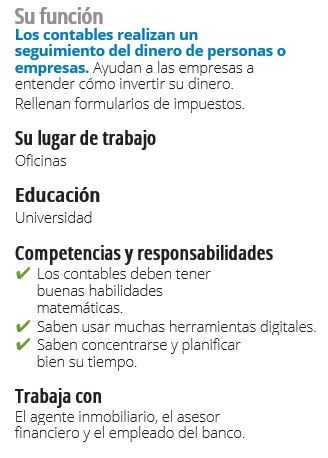 Su función
Los contables realizan un
seguimiento del dinero de personas o
empresas. Ayudan a las empresas a
entender cómo invertir su dinero.
Rellenan formularios de impuestos.
Su lugar de trabajo
Oficinas
Educación
Universidad
Competencias y responsabilidades
✔ Los contables deben tener
buenas habilidades
matemáticas.
✔ Saben usar muchas herramientas digitales.
✔ Saben concentrarse y planificar
bien su tiempo.
Trabaja con
El agente inmobiliario, el asesor
financiero y el empleado del banco.